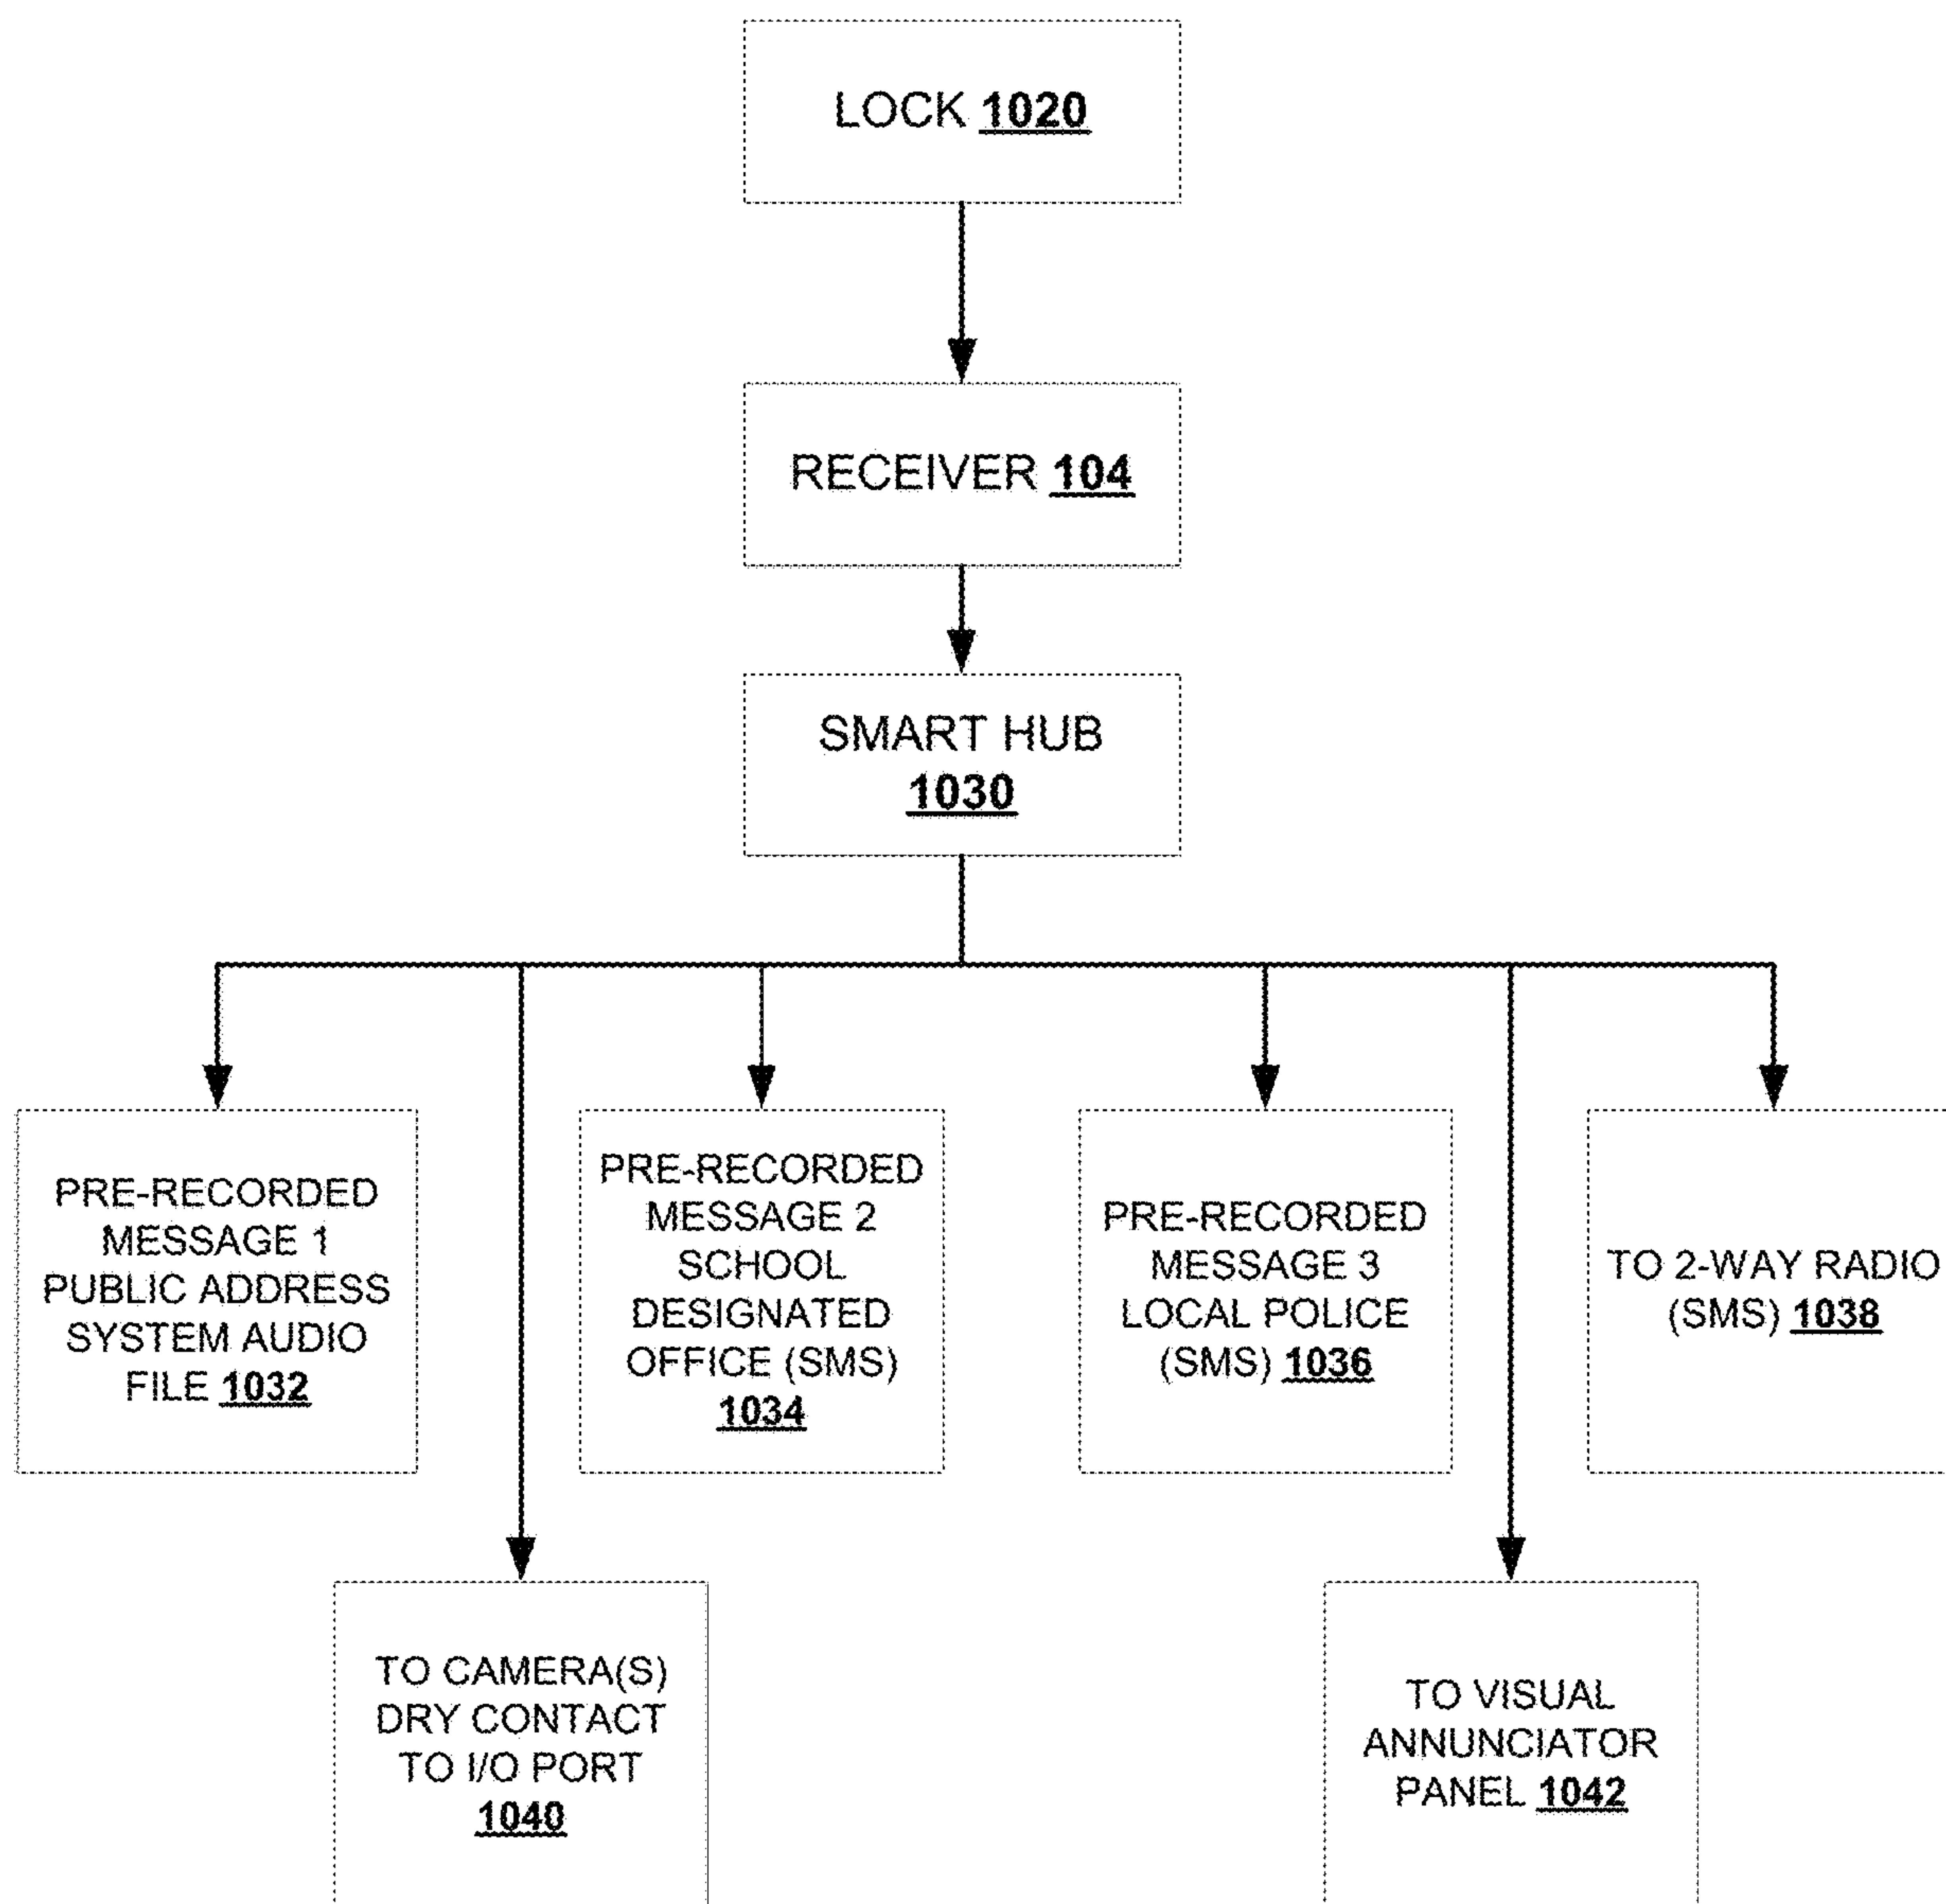 LOCK 1020
RECEIVER 104
SMART HUB
1030
PRE-RECORDED
MESSAGE 1
PUBLIC ADDRESS
SYSTEM AUDIO
FILE 1032
PRE-RECORDED
MESSAGE 2
SCHOOL
DESIGNATED
OFFICE (SMS)
1034
PRE-RECORDED
MESSAGE 3
LOCAL POLICE
(SMS) 1036
TO 2-WAY RADIO
(SMS) 1038
TO CAMERA(S)
DRY CONTACT
TO I/O PORT
1040
TO VISUAL
ANNUNCIATOR
PANEL 1042